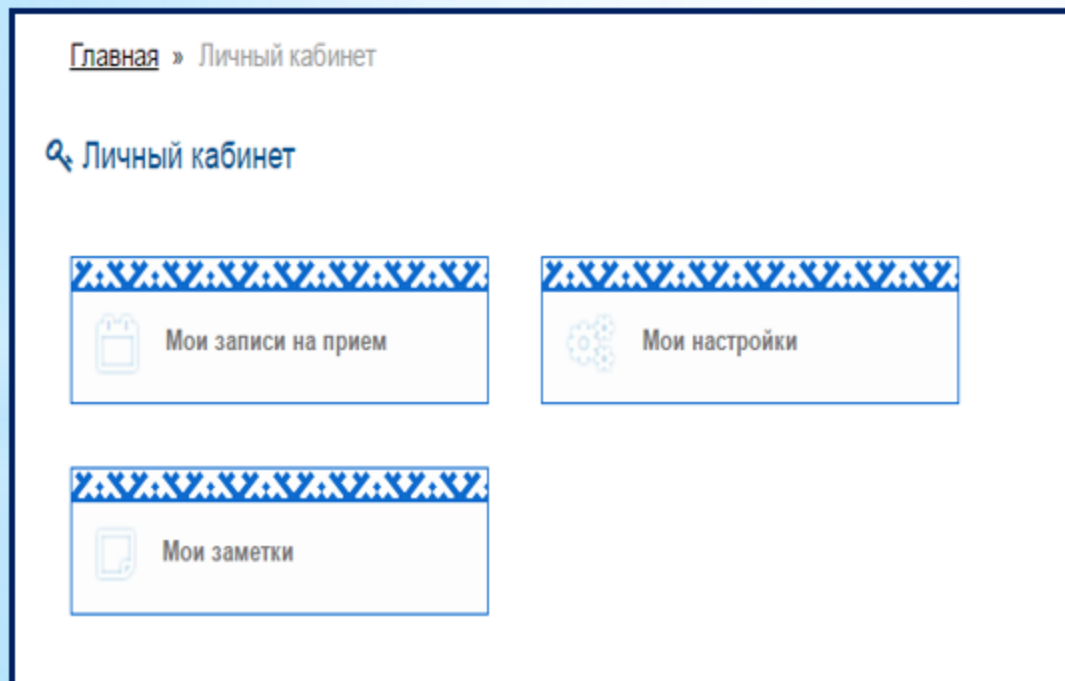 Главная » Личный кабинет
Личный кабинет
Мои записи на прием
Мои настройки
Мои заметки